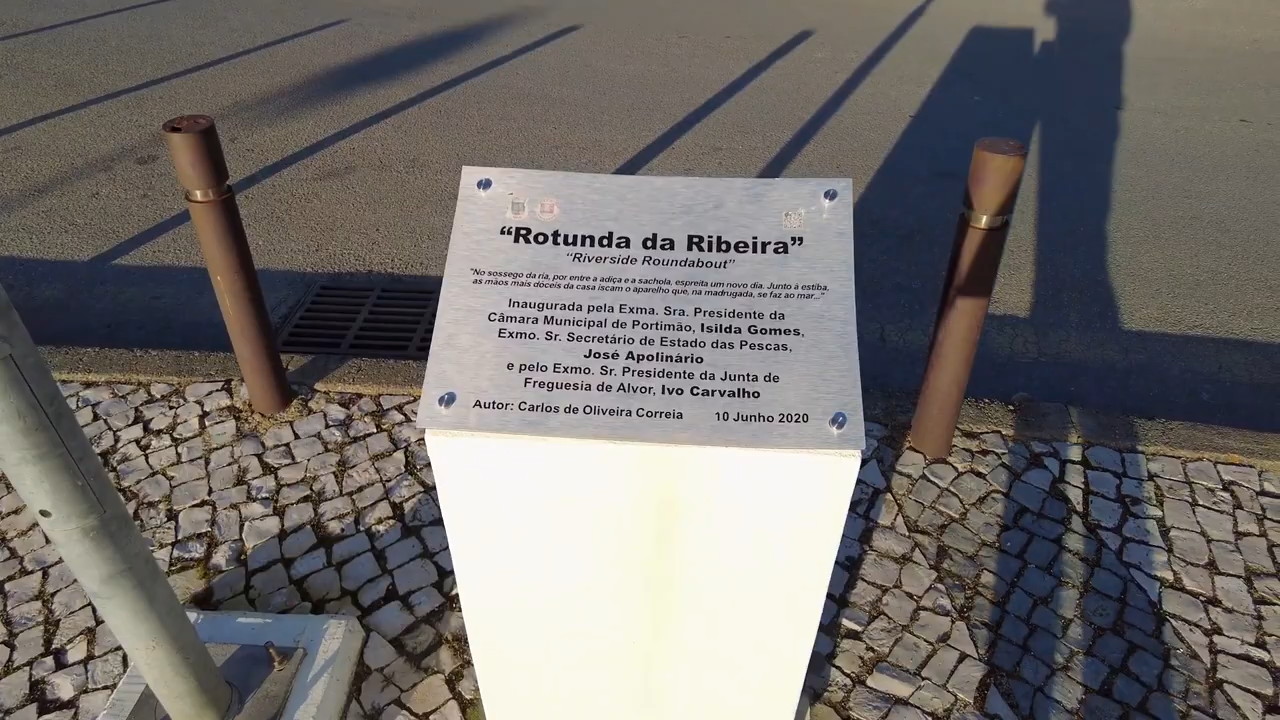 “Rotunda da Ribeira”
“Riverside Roundabout”
"No sossego da ria, por entre a adiça e a sachola, espreita um novo dia. Junto à estiba,
as mãos mais dóceis da casa iscam o aparelho que, na madrugada, se faz ao mar..."
Inaugurada pela Exma. Sra. Presidente da
Câmara Municipal de Portimão, Isilda Gomes,
Exmo. Sr. Secretário de Estado das Pescas,
José Apolinário
e pelo Exmo. Sr. Presidente da Junta de
Freguesia de Alvor, Ivo Carvalho
Autor: Carlos de Oliveira Correia 10 Junho 2020